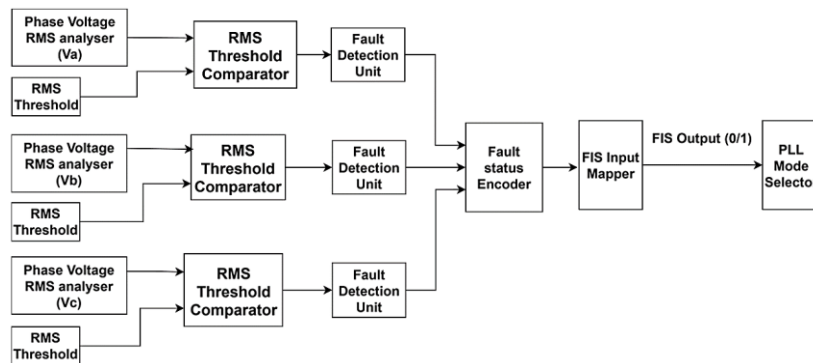 Phase Voltage
RMS analyser
(Va)
RMS
Threshold
RMS
Threshold
Comparator
Fault
Detection
Unit
Phase Voltage
RMS analyser
(Vb)
RMS
Threshold
RMS
Threshold
Comparator
Fault
Detection
Unit
Phase Voltage
RMS analyser
(Vc)
RMS
Threshold
RMS
Threshold
Comparator
Fault
Detection
Unit
Fault
status
Encoder
FIS Input
Mapper
FIS Output (0/1)
PLL
Mode
Selector